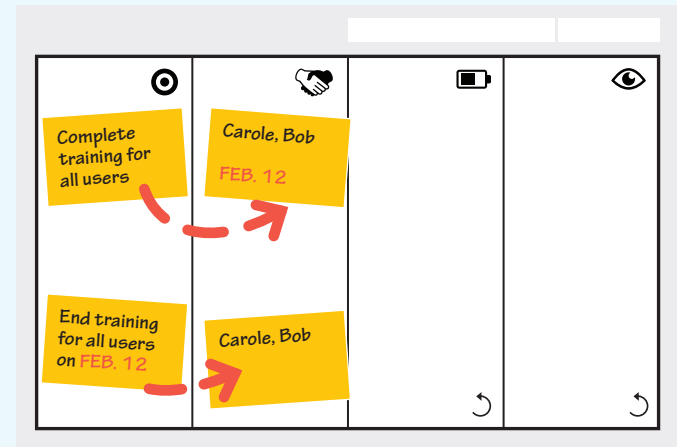 Complete
training for
all users
Carole, Bob
FEB. 12
End training
for all users
on FEB. 12
Carole, Bob